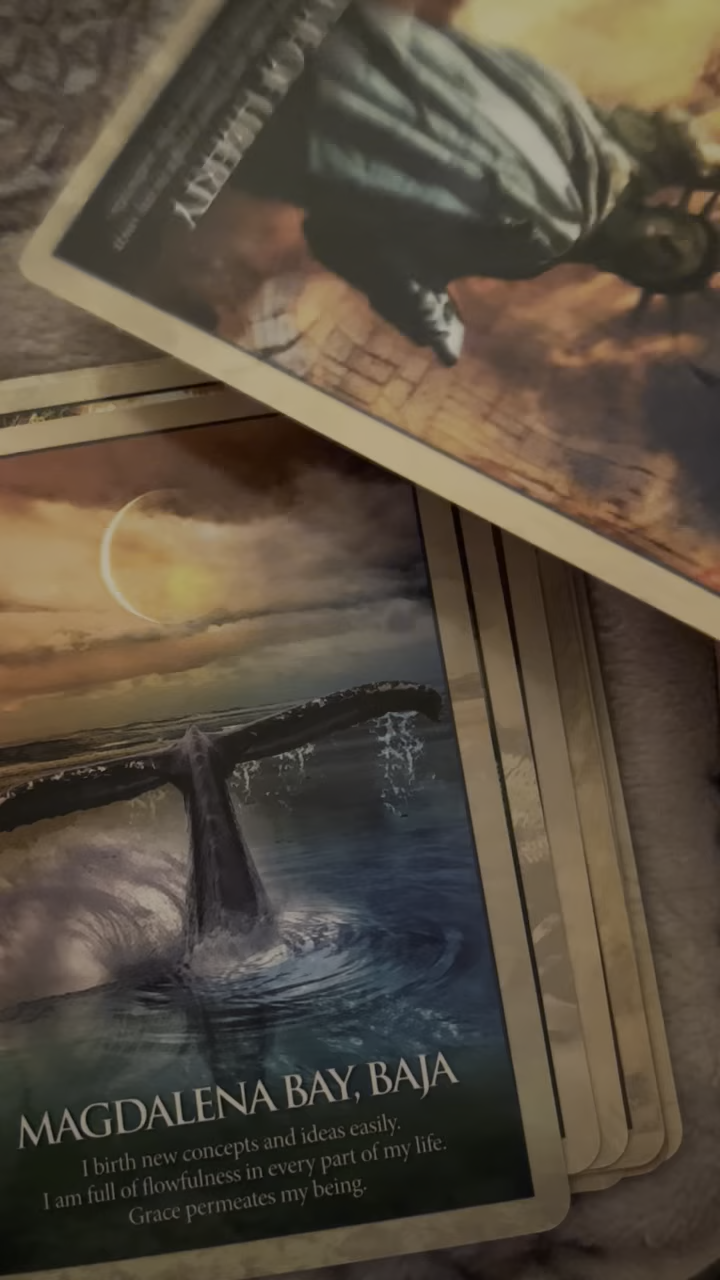 LIBERTY
MAGDALENA BAY, BAJA
I birth new concepts and ideas easily.
I am full of flowfulness in every part of my life.
Grace permeates my being.